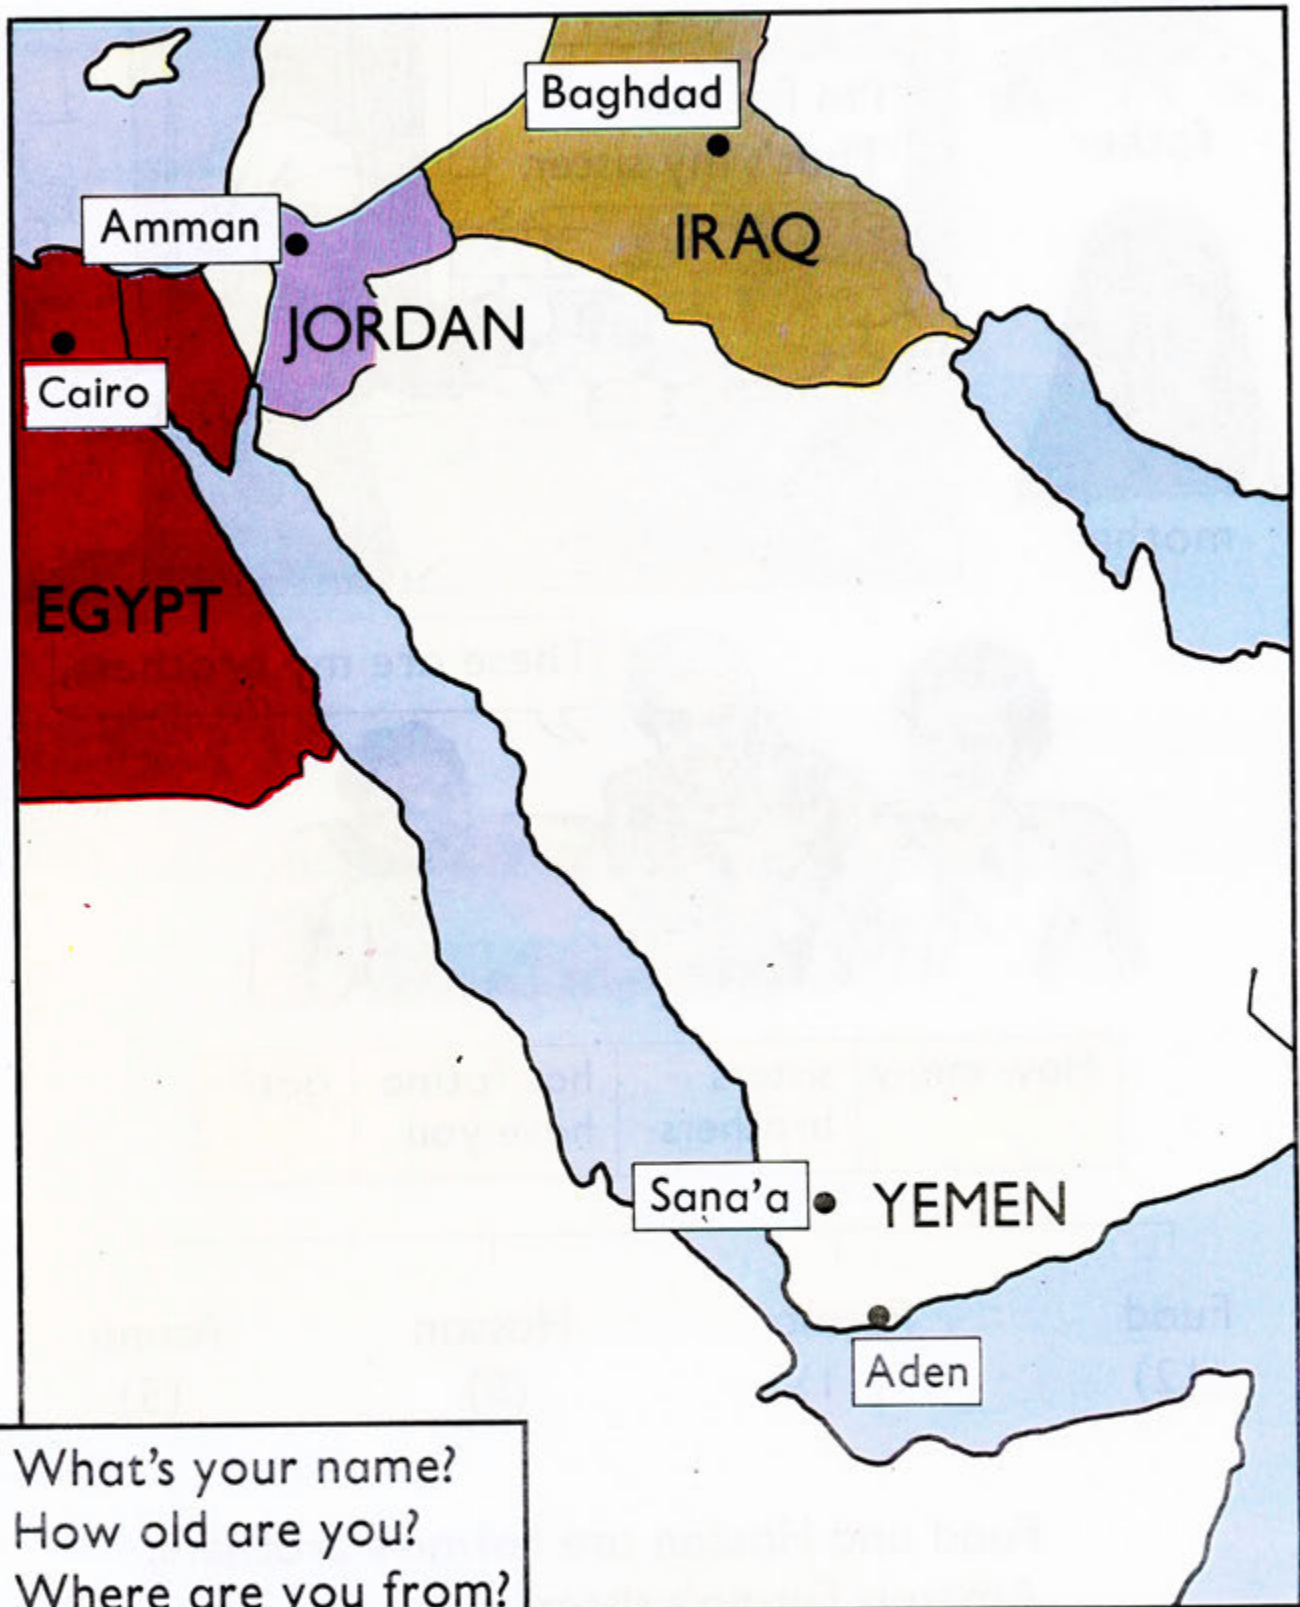 Baghdad
Amman
IRAQ
JORDAN
Cairo
EGYPT
Sana'a
YEMEN
Aden
What's your name?
How old are you?
Where are you from?